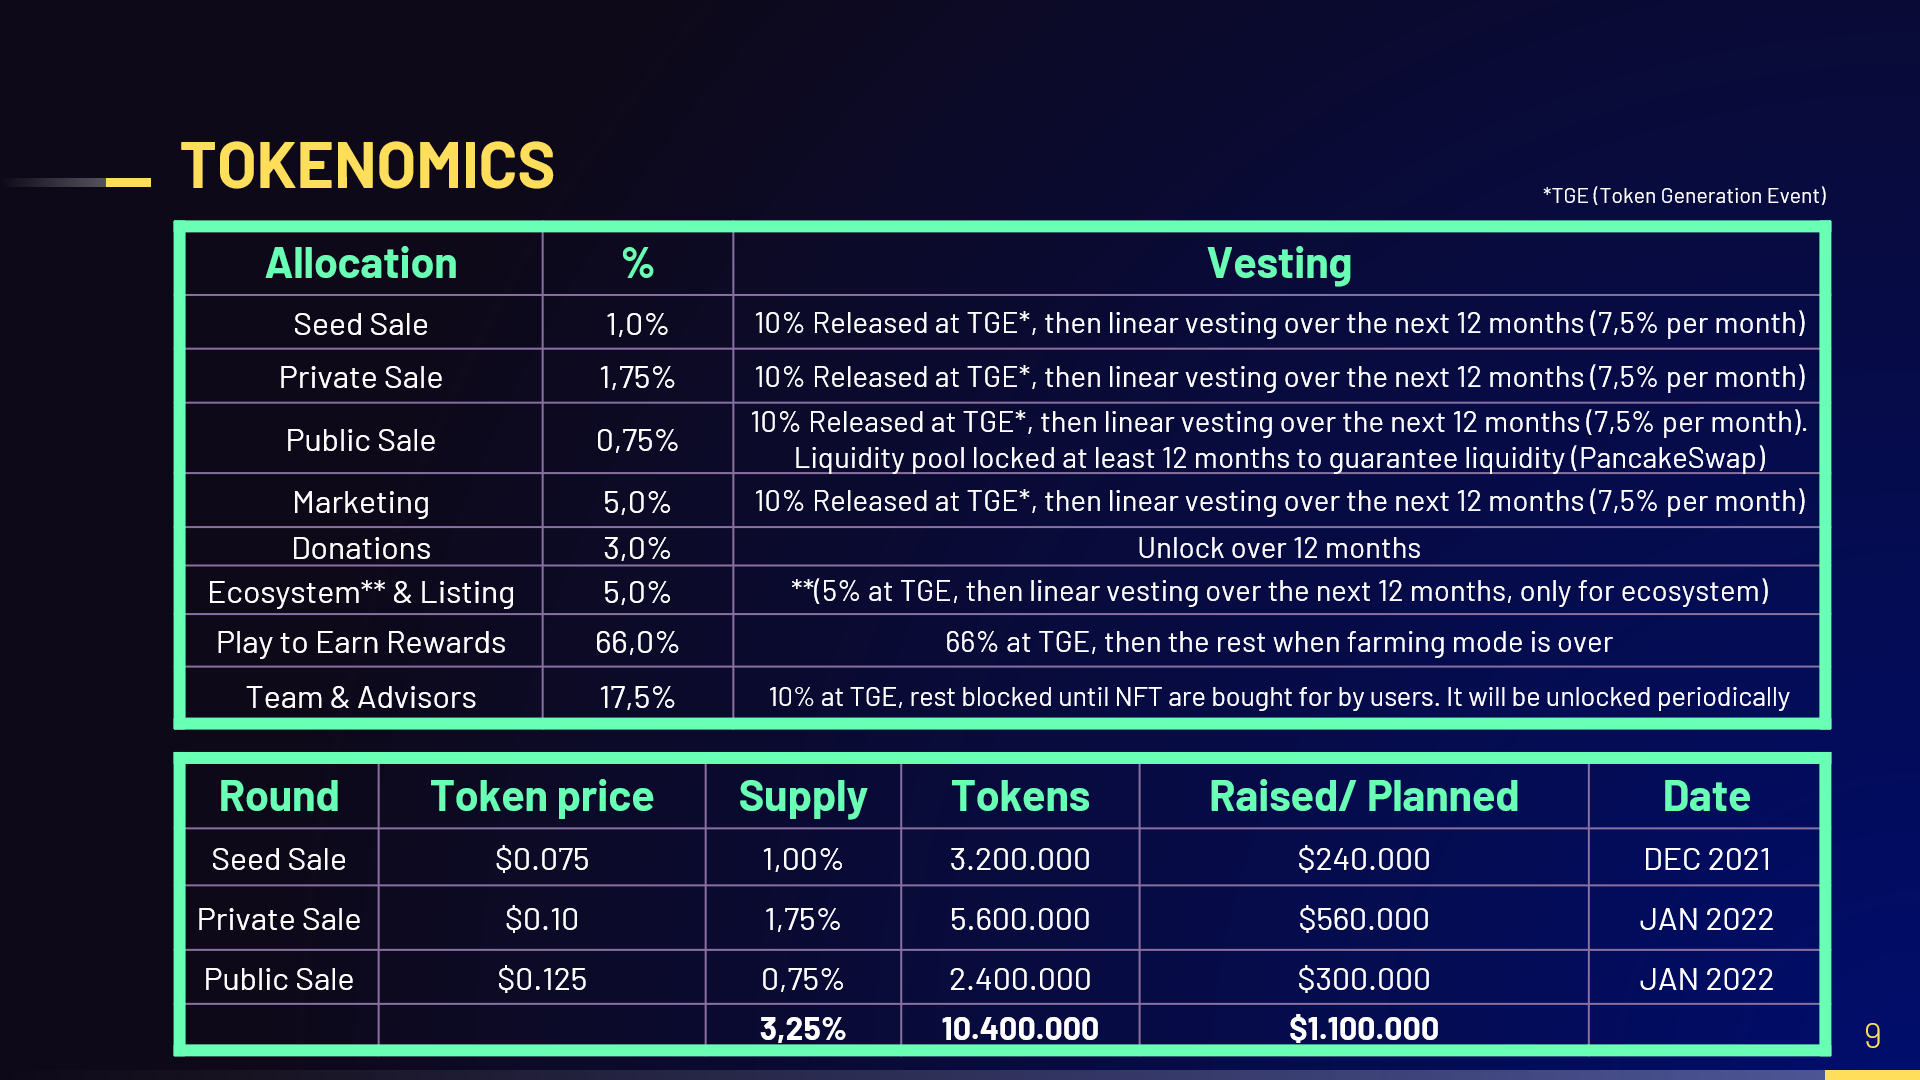 TOKENOMICS
*TGE (Token Generation Event)
Allocation % Vesting
Seed Sale 1,0% 10% Released at TGE*, then linear vesting over the next 12 months (7,5% per month)
Private Sale 1,75% 10% Released at TGE*, then linear vesting over the next 12 months (7,5% per month)
Public Sale 0,75% 10% Released at TGE*, then linear vesting over the next 12 months (7,5% per month).
Liquidity pool locked at least 12 months to guarantee liquidity (PancakeSwap)
Marketing 5,0% 10% Released at TGE*, then linear vesting over the next 12 months (7,5% per month)
Donations 3,0% Unlock over 12 months
Ecosystem** & Listing 5,0% **(5% at TGE, then linear vesting over the next 12 months, only for ecosystem)
Play to Earn Rewards 66,0% 66% at TGE, then the rest when farming mode is over
Team & Advisors 17,5% 10% at TGE, rest blocked until NFT are bought for by users. It will be unlocked periodically
Round Token price Supply Tokens Raised/ Planned Date
Seed Sale $0.075 1,00% 3.200.000 $240.000 DEC 2021
Private Sale $0.10 1,75% 5.600.000 $560.000 JAN 2022
Public Sale $0.125 0,75% 2.400.000 $300.000 JAN 2022
3,25% 10.400.000 $1.100.000
9